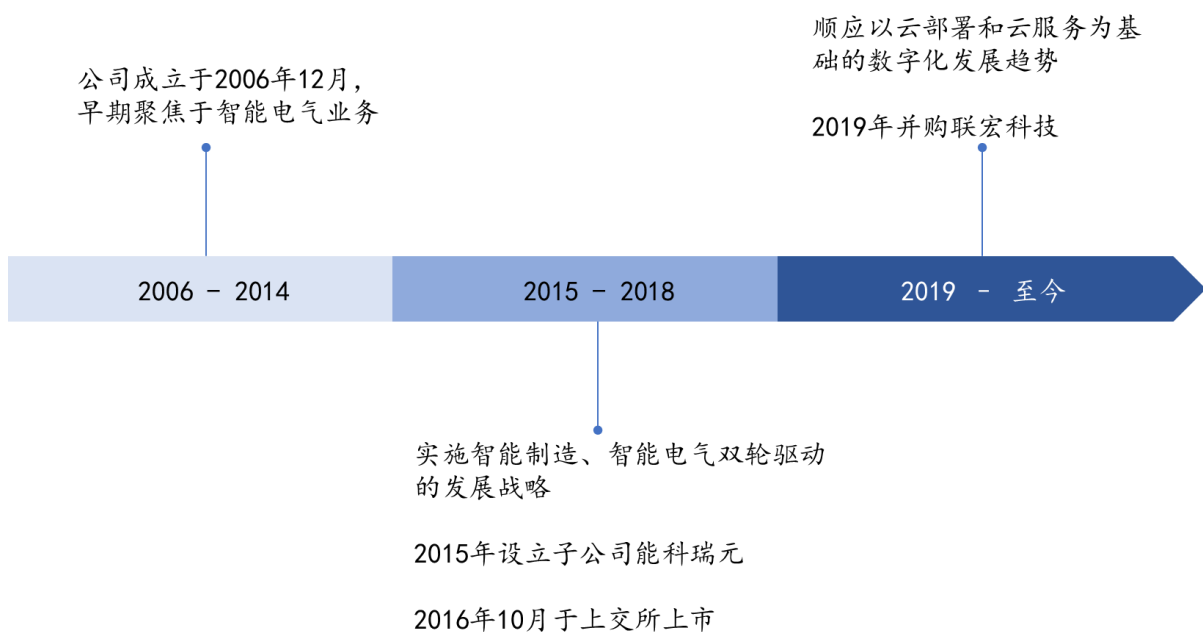 公司成立于2006年12月，
早期聚焦于智能电气业务
顺应以云部署和云服务为基
础的数字化发展趋势
2019年并购联宏科技
2006 - 2014
2015 - 2018
2019 - 至今
实施智能制造、智能电气双轮驱动
的发展战略
2015年设立子公司能科瑞元
2016年10月于上交所上市